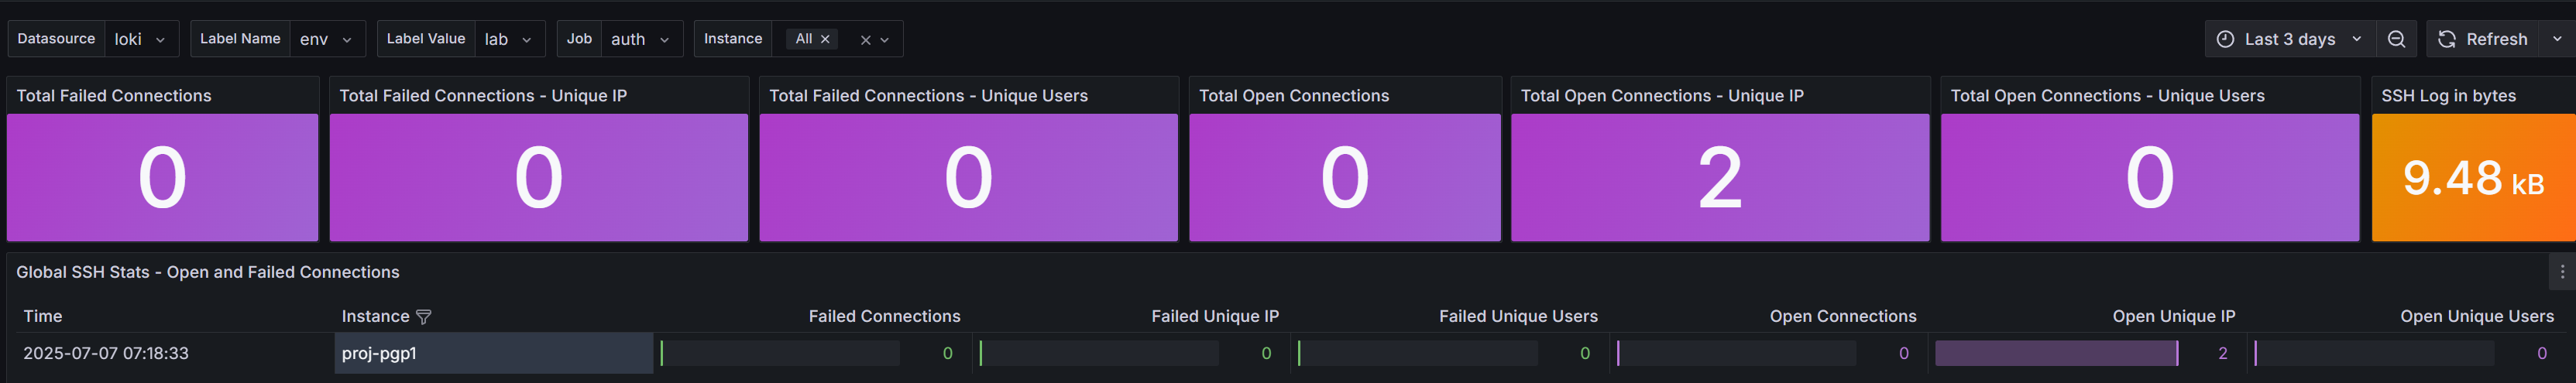 Datasource loki Label Name env Label Value lab Job auth Instance All Last 3 days Refresh
Total Failed Connections Total Failed Connections - Unique IP Total Failed Connections - Unique Users Total Open Connections Total Open Connections - Unique IP Total Open Connections - Unique Users SSH Log in bytes
0 0 0 0 2 0 9.48 kB
Global SSH Stats - Open and Failed Connections
Time Instance Failed Connections Failed Unique IP Failed Unique Users Open Connections Open Unique IP Open Unique Users
2025-07-07 07:18:33 proj-pgp1 0 0 0 0 2 0